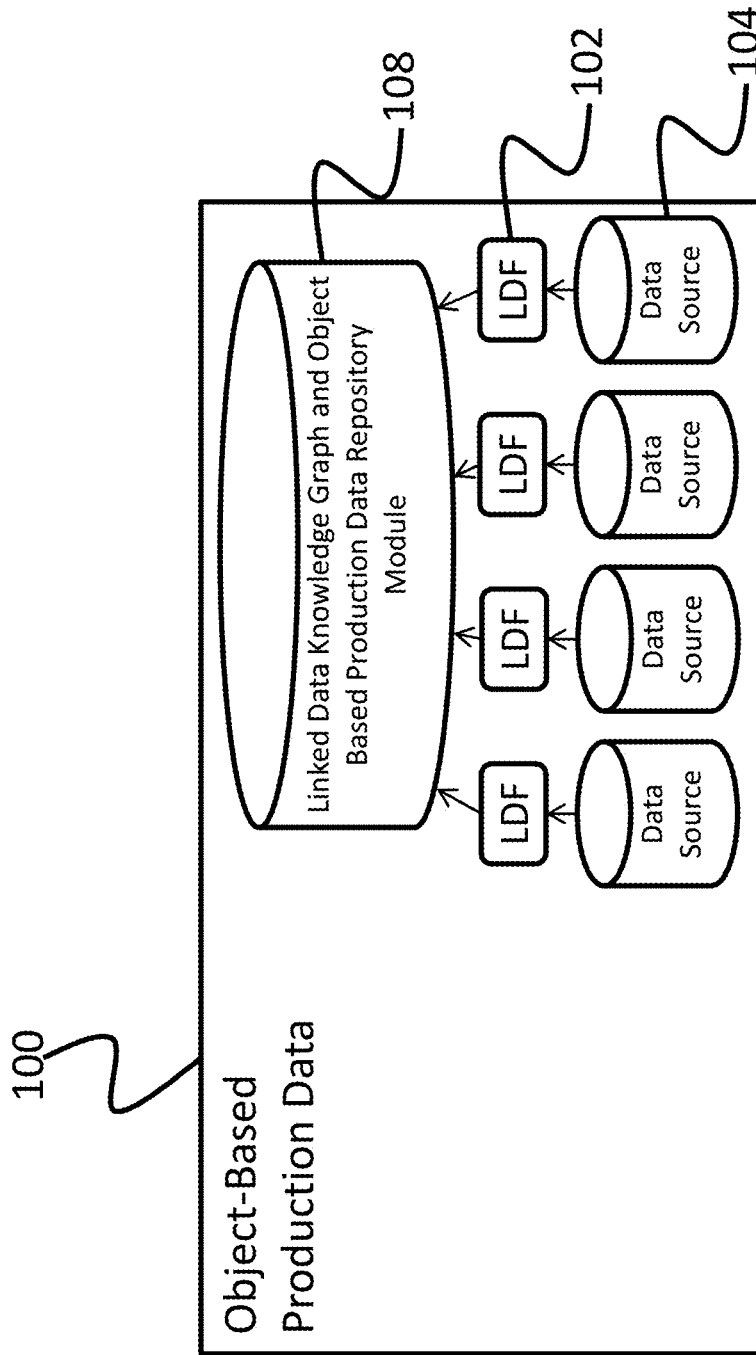 100
Object-Based
Production Data
Linked Data Knowledge Graph and Object
Based Production Data Repository
Module
108
LDF
LDF
LDF
LDF
102
Data
Source
Data
Source
Data
Source
Data
Source
104